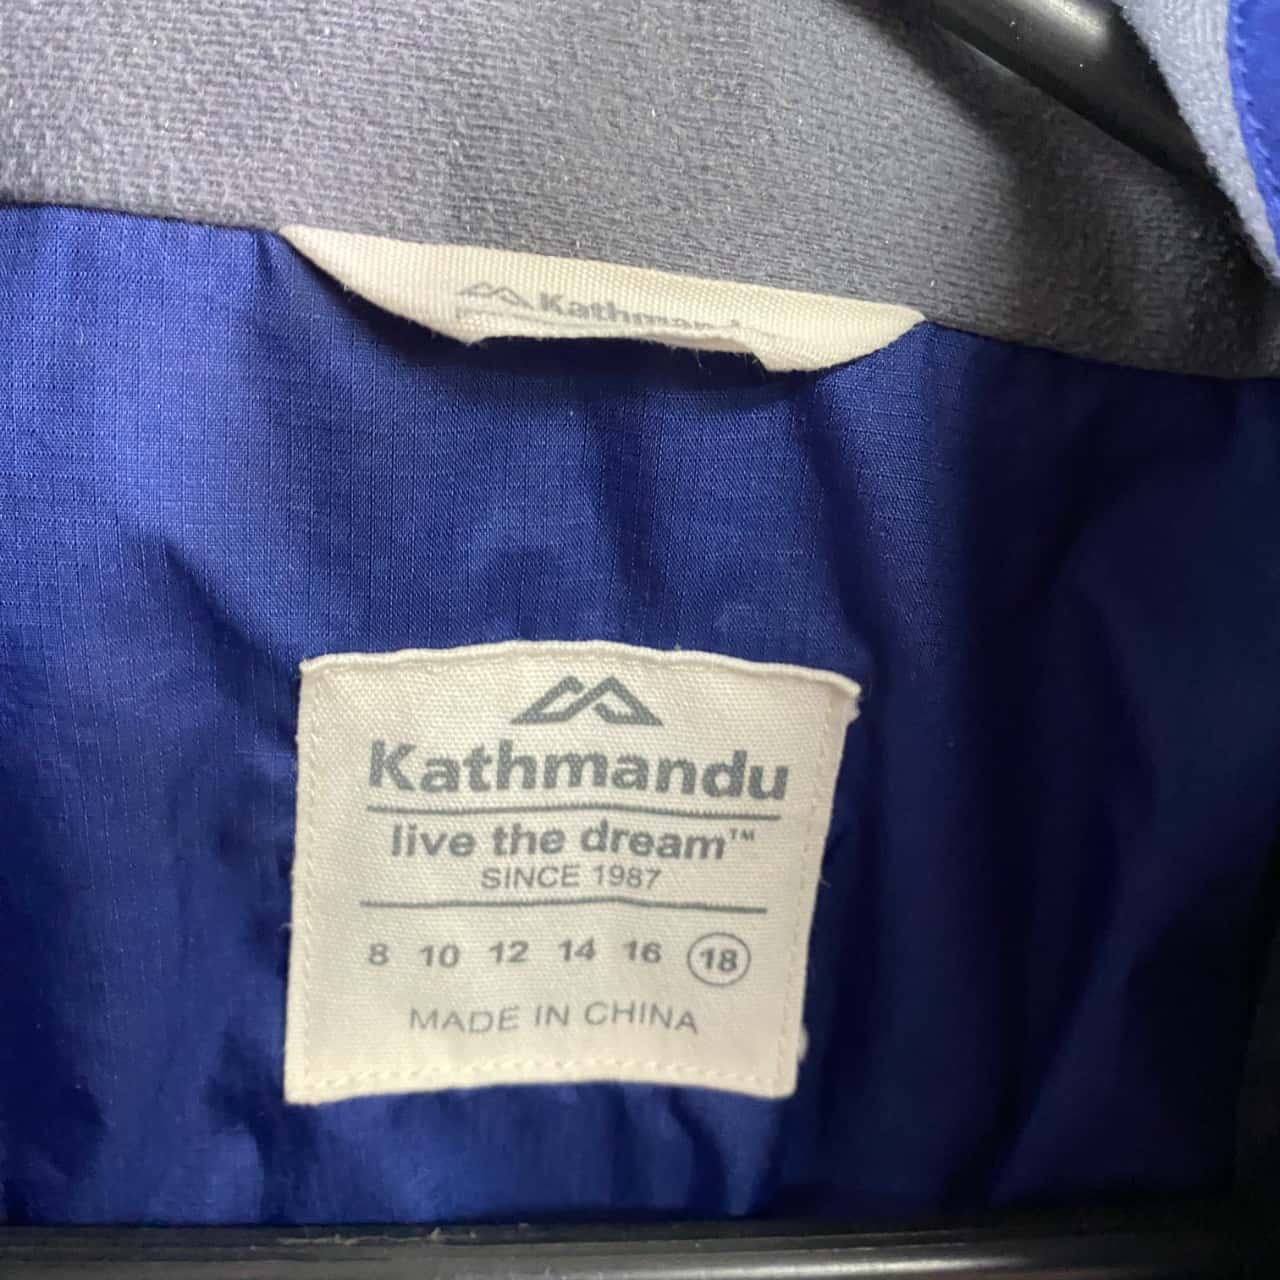 Kathmandu
Kathmandu
live the dream™
SINCE 1987
8 10 12 14 16 18
MADE IN CHINA